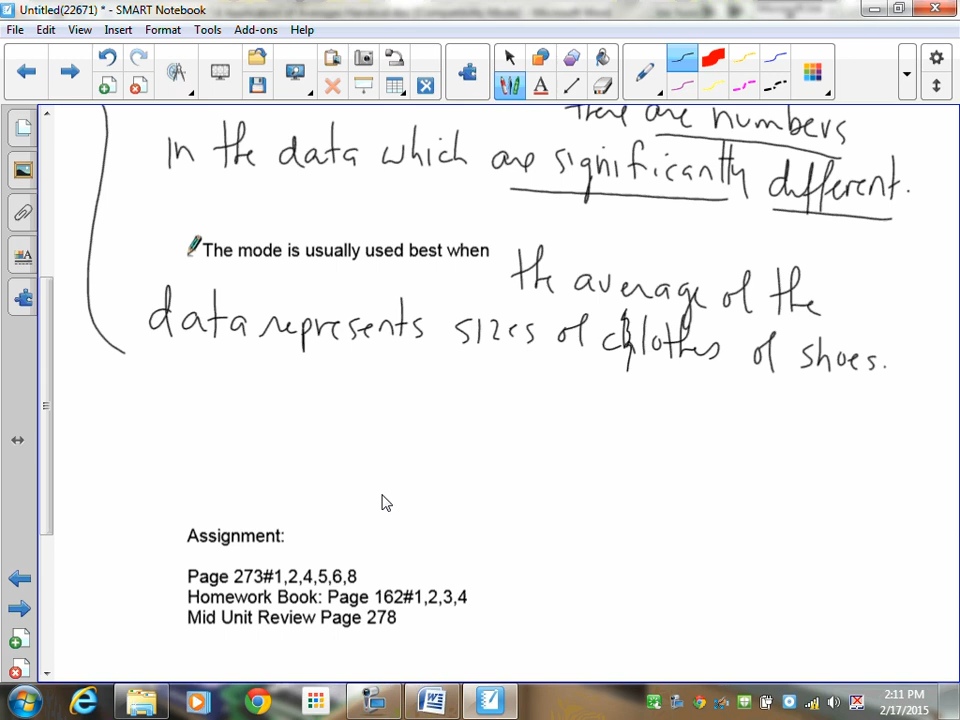 Untitled(22671) * - SMART Notebook
File Edit View Insert Format Tools Add-ons Help
There are numbers
in the data which are significantly different.
The mode is usually used best when
the average of the
data represents sizes of clothes of shoes.
Assignment:
Page 273#1,2,4,5,6,8
Homework Book: Page 162#1,2,3,4
Mid Unit Review Page 278
2:11 PM
2/17/2015